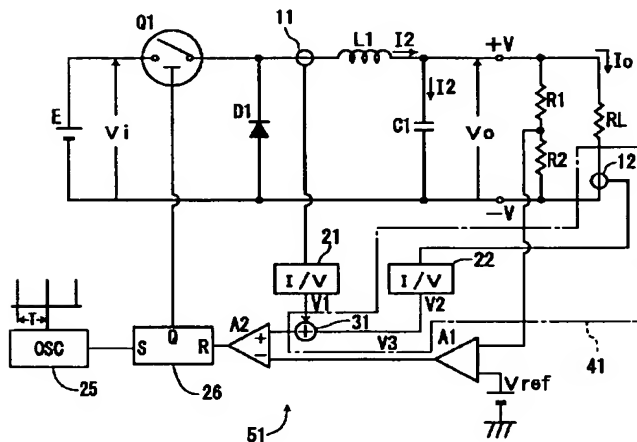 Q1
11
L1
I2
+V
Io
I2
R1
E
Vi
D1
C1
Vo
RL
R2
12
-V
21
22
I/V
I/V
V1
V2
T
A2
31
+
-
V3
A1
41
OSC
S
Q
R
25
26
Vref
51